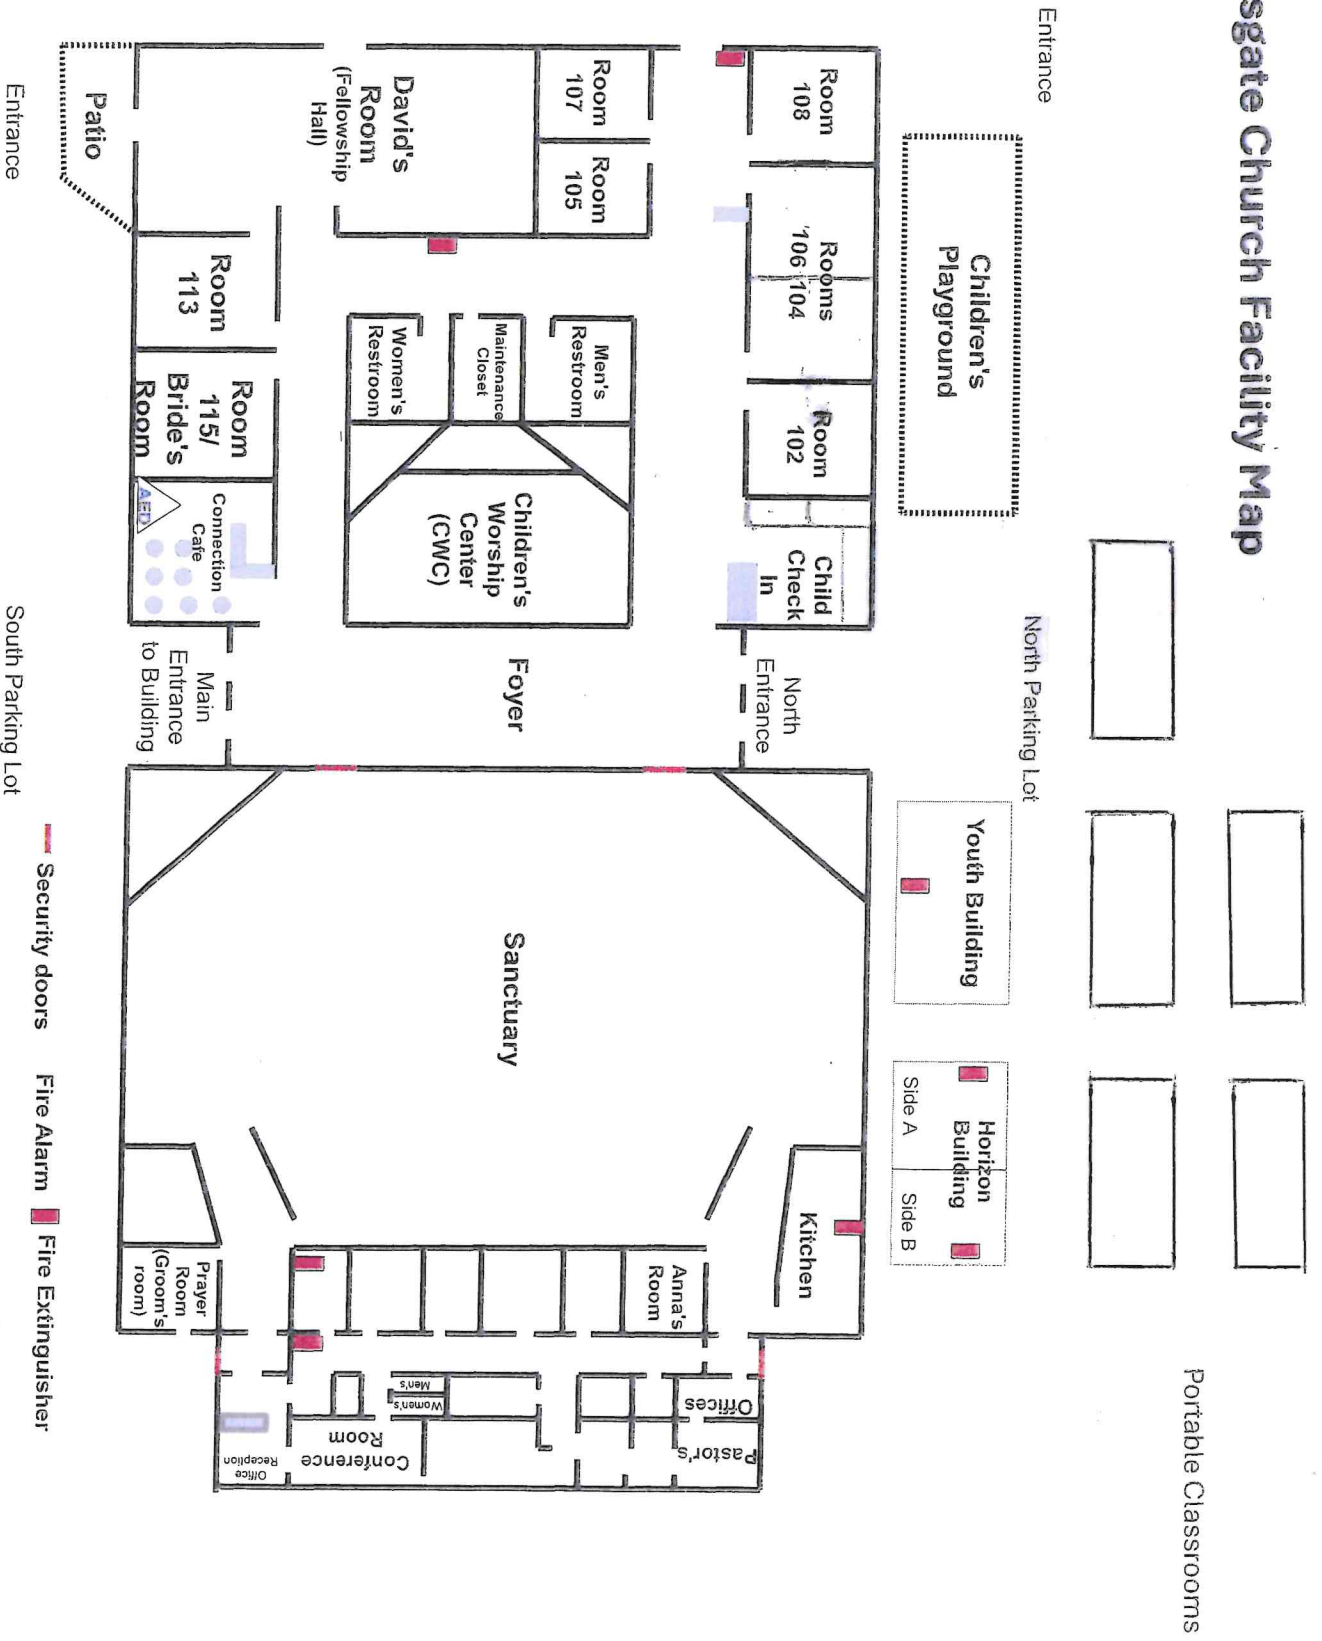 sgate Church Facility Map
Portable Classrooms
Entrance
North Parking Lot
Children's
Playground
Youth Building
Horizon
Building
Side A
Side B
Room
108
Rooms
'106 104
Room
102
Child
Check
In
North
Entrance
Kitchen
Room
107
Room
105
Men's
Restroom
Maintenance
Closet
Women's
Restroom
Children's
Worship
Center
(CWC)
Foyer
Sanctuary
Anna's
Room
Pastor's
Offices
David's
Room
(Fellowship
Hall)
Men's
Women's
Conference
Room
Office
Reception
Room
113
Room
115/
Bride's
Room
Connection
Cafe
AED
Main
Entrance
to Building
Prayer
Room
(Groom's
room)
Patio
Entrance
South Parking Lot
Security doors
Fire Alarm
Fire Extinguisher